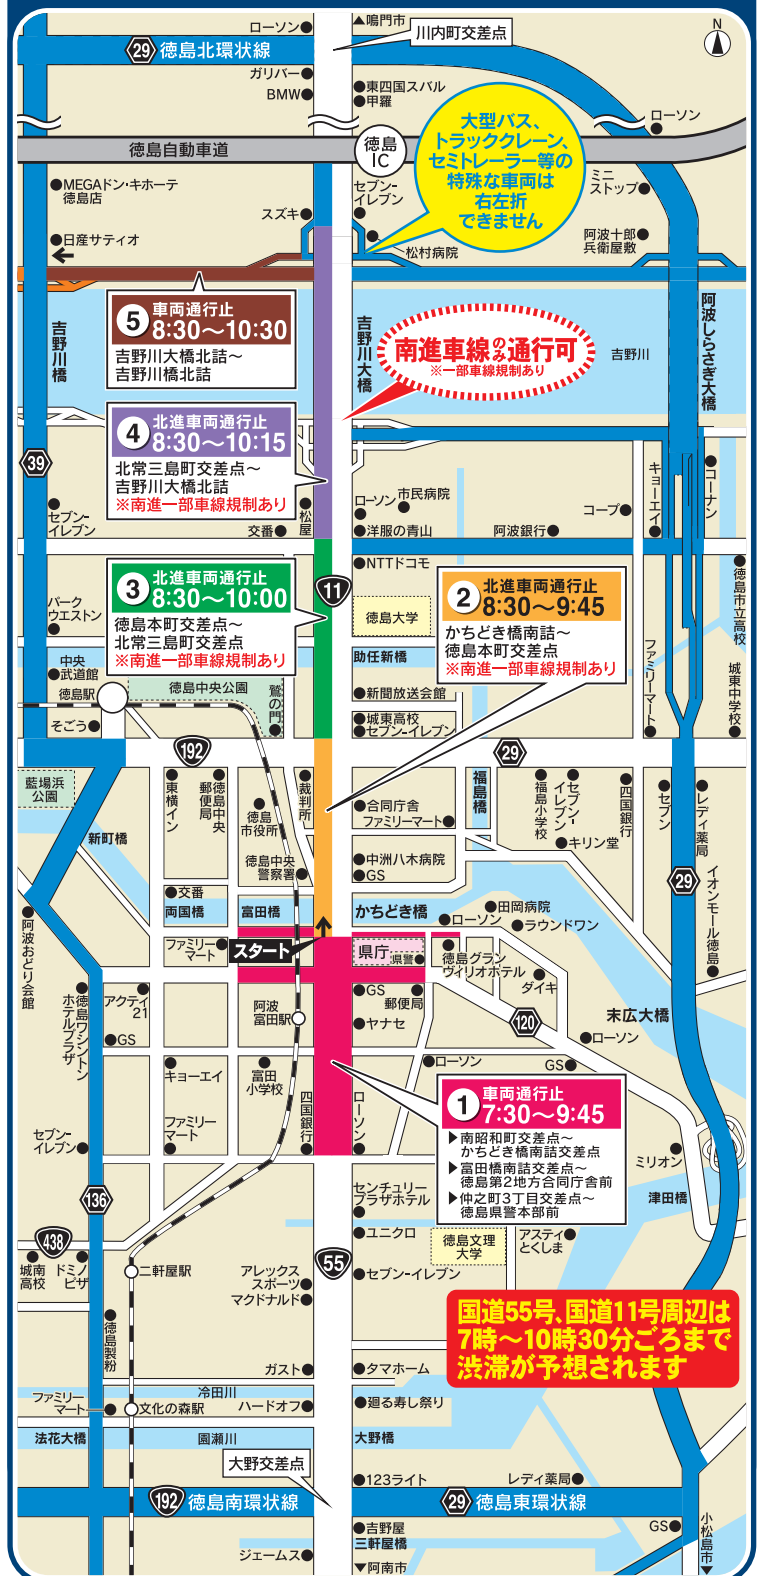 ローソン
▲鳴門市
川内町交差点
N
29 徳島北環状線
ガリバー
BMW
東四国スバル
甲羅
ローソン
大型バス、
トラッククレーン、
セミトレーラー等の
特殊な車両は
右左折
できません
徳島自動車道
徳島
IC
MEGAドン・キホーテ
徳島店
セブン-
イレブン
ミニ
ストップ
スズキ
日産サティオ
松村病院
阿波十郎
兵衛屋敷
5 車両通行止
8:30〜10:30
吉野川大橋北詰〜
吉野川橋北詰
吉野川橋
吉野川大橋
阿波しらさぎ大橋
南進車線のみ通行可
※一部車線規制あり
吉野川
4 北進車両通行止
8:30〜10:15
北常三島町交差点〜
吉野川大橋北詰
※南進一部車線規制あり
39
セブン-
イレブン
交番
松屋
ローソン
市民病院
洋服の青山
阿波銀行
コープ
キョーエイ
コーナン
NTTドコモ
徳島市立高校
3 北進車両通行止
8:30〜10:00
徳島本町交差点〜
北常三島町交差点
※南進一部車線規制あり
11
2 北進車両通行止
8:30〜9:45
かちどき橋南詰〜
徳島本町交差点
※南進一部車線規制あり
パーク
ウエストン
徳島大学
助任新橋
中央
武道館
徳島駅
徳島中央公園
鷲の門
新聞放送会館
城東高校
セブン-イレブン
ファミリーマート
城東中学校
そごう
192
29
藍場浜
公園
東横イン
徳島中央
郵便局
徳島
市役所
裁判所
合同庁舎
ファミリーマート
福島橋
福島小学校
セブン-
イレブン
キリン堂
四国銀行
セブン
レディ薬局
新町橋
徳島中央
警察署
中洲八木病院
GS
29
イオンモール徳島
交番
両国橋
富田橋
かちどき橋
田岡病院
ローソン
ラウンドワン
阿波おどり会館
ファミリー
マート
スタート
県庁
県警
徳島グラン
ヴィリオホテル
ダイキ
徳島ワシントン
ホテルプラザ
アクティ
21
GS
阿波
富田駅
GS
郵便局
ヤナセ
120
末広大橋
ローソン
キョーエイ
富田
小学校
ローソン
GS
1 車両通行止
7:30〜9:45
▶南昭和町交差点〜
かちどき橋南詰交差点
▶富田橋南詰交差点〜
徳島第2地方合同庁舎前
▶仲之町3丁目交差点〜
徳島県警本部前
セブン-
イレブン
ファミリー
マート
四国銀行
ローソン
ミリオン
136
センチュリー
プラザホテル
津田橋
438
ユニクロ
徳島文理
大学
アスティ
とくしま
城南
高校
ドミノ
ピザ
二軒屋駅
アレックス
スポーツ
マクドナルド
55
セブン-イレブン
国道55号、国道11号周辺は
7時〜10時30分ごろまで
渋滞が予想されます
徳島製粉
ガスト
タマホーム
ファミリー
マート
文化の森駅
冷田川
ハードオフ
廻る寿し祭り
法花大橋
園瀬川
大野橋
大野交差点
123ライト
レディ薬局
192 徳島南環状線
29 徳島東環状線
吉野屋
三軒屋橋
GS
小松島市▼
ジェームス
▼阿南市